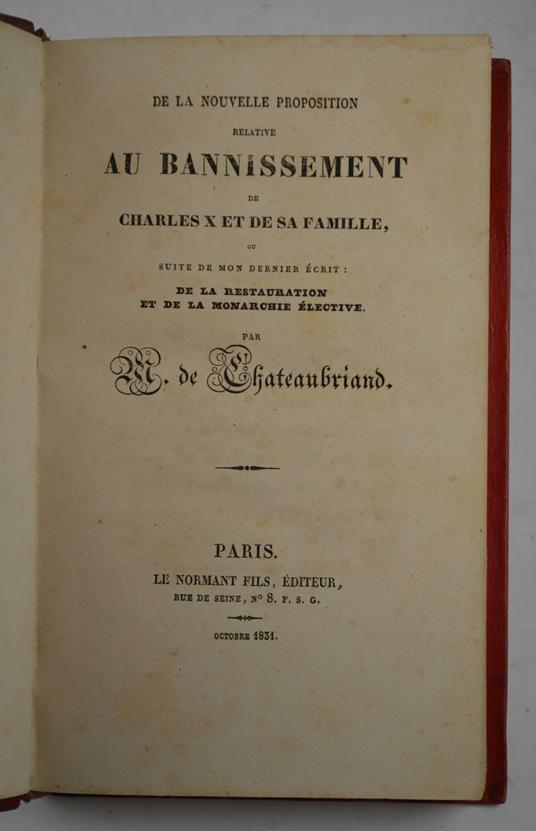 DE LA NOUVELLE PROPOSITION
RELATIVE
AU BANNISSEMENT
DE
CHARLES X ET DE SA FAMILLE,
OU
SUITE DE MON DERNIER ÉCRIT :
DE LA RESTAURATION
ET DE LA MONARCHIE ÉLECTIVE.
PAR
M. de Chateaubriand.
PARIS.
LE NORMANT FILS, ÉDITEUR,
RUE DE SEINE, Nº 8. F. S. G.
OCTOBRE 1831.